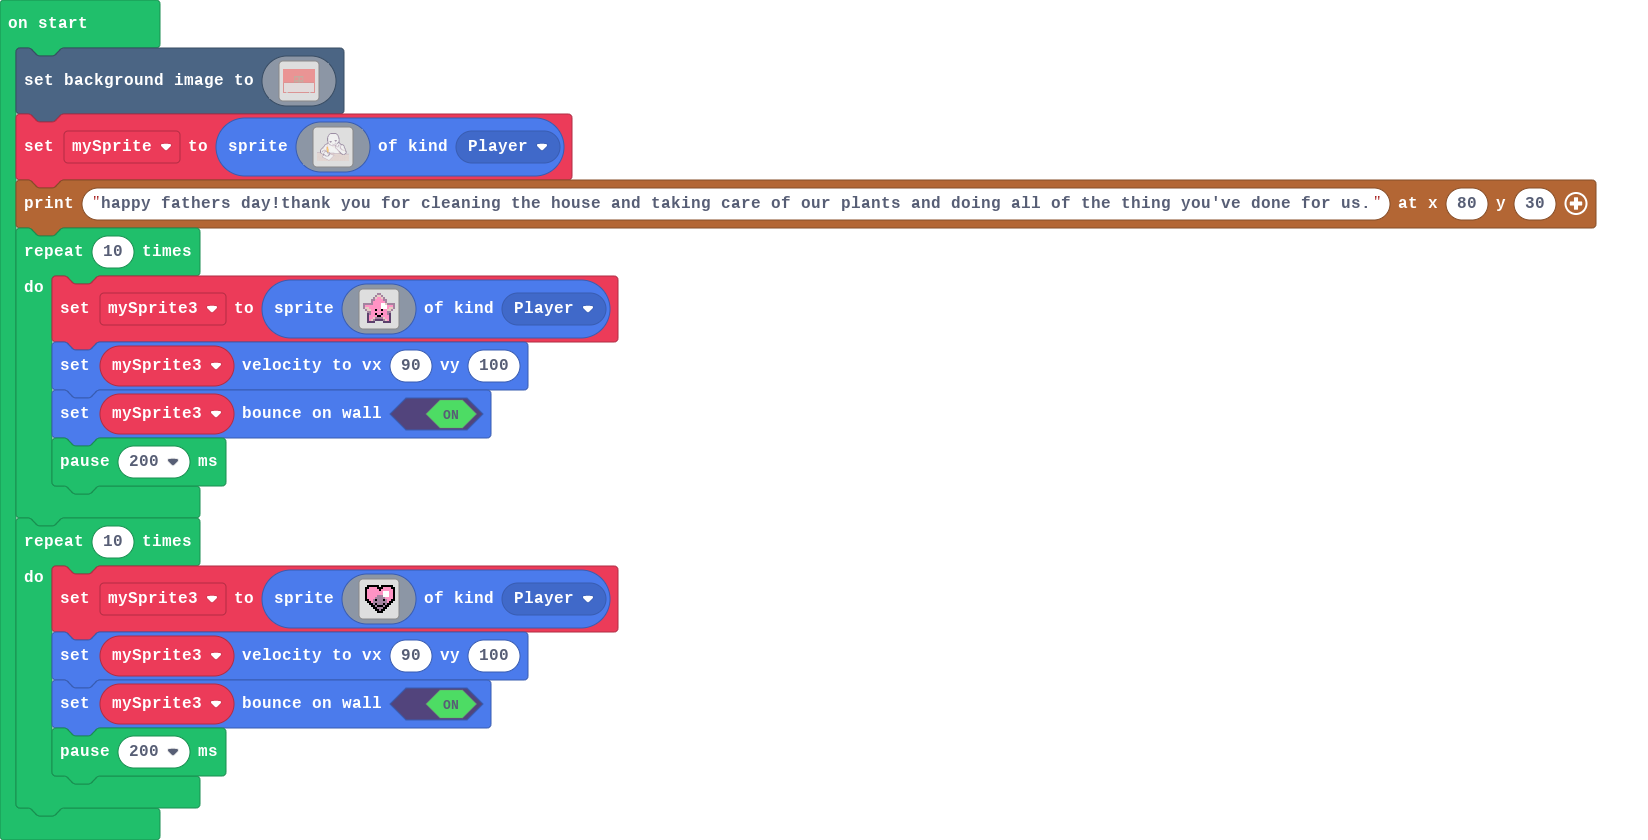 on start
set background image to
set mySprite to sprite of kind Player
print "happy fathers day!thank you for cleaning the house and taking care of our plants and doing all of the thing you've done for us." at x 80 y 30
repeat 10 times
do
set mySprite3 to sprite of kind Player
set mySprite3 velocity to vx 90 vy 100
set mySprite3 bounce on wall ON
pause 200 ms
repeat 10 times
do
set mySprite3 to sprite of kind Player
set mySprite3 velocity to vx 90 vy 100
set mySprite3 bounce on wall ON
pause 200 ms